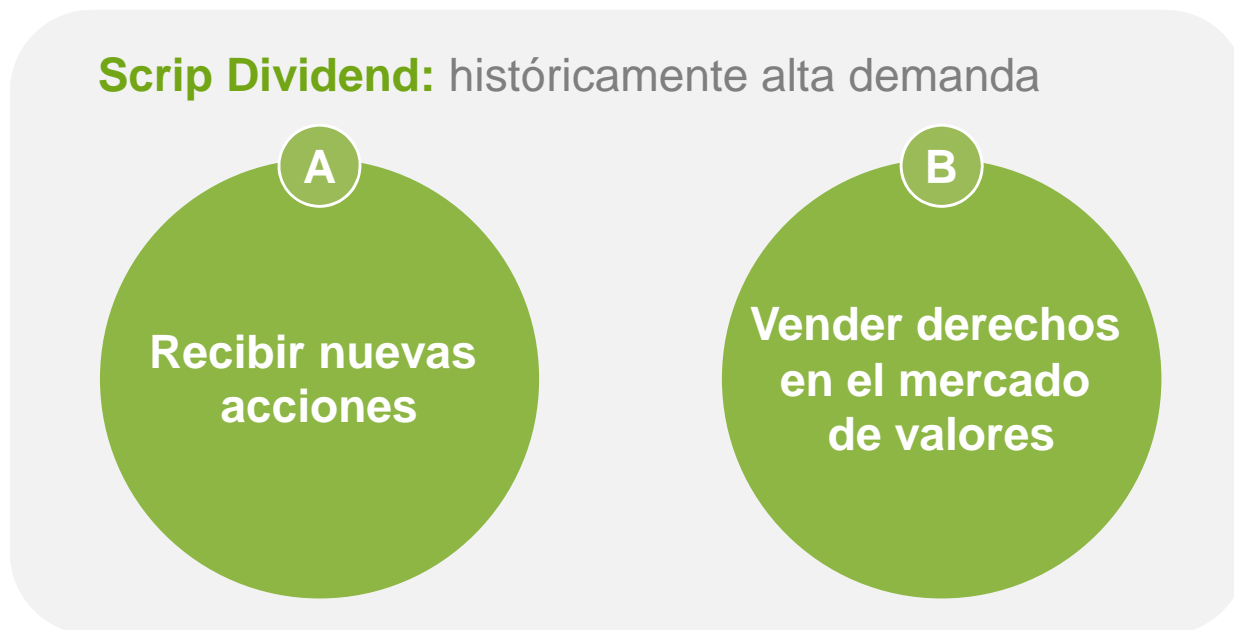 Scrip Dividend: históricamente alta demanda
A
Recibir nuevas
acciones
B
Vender derechos
en el mercado
de valores